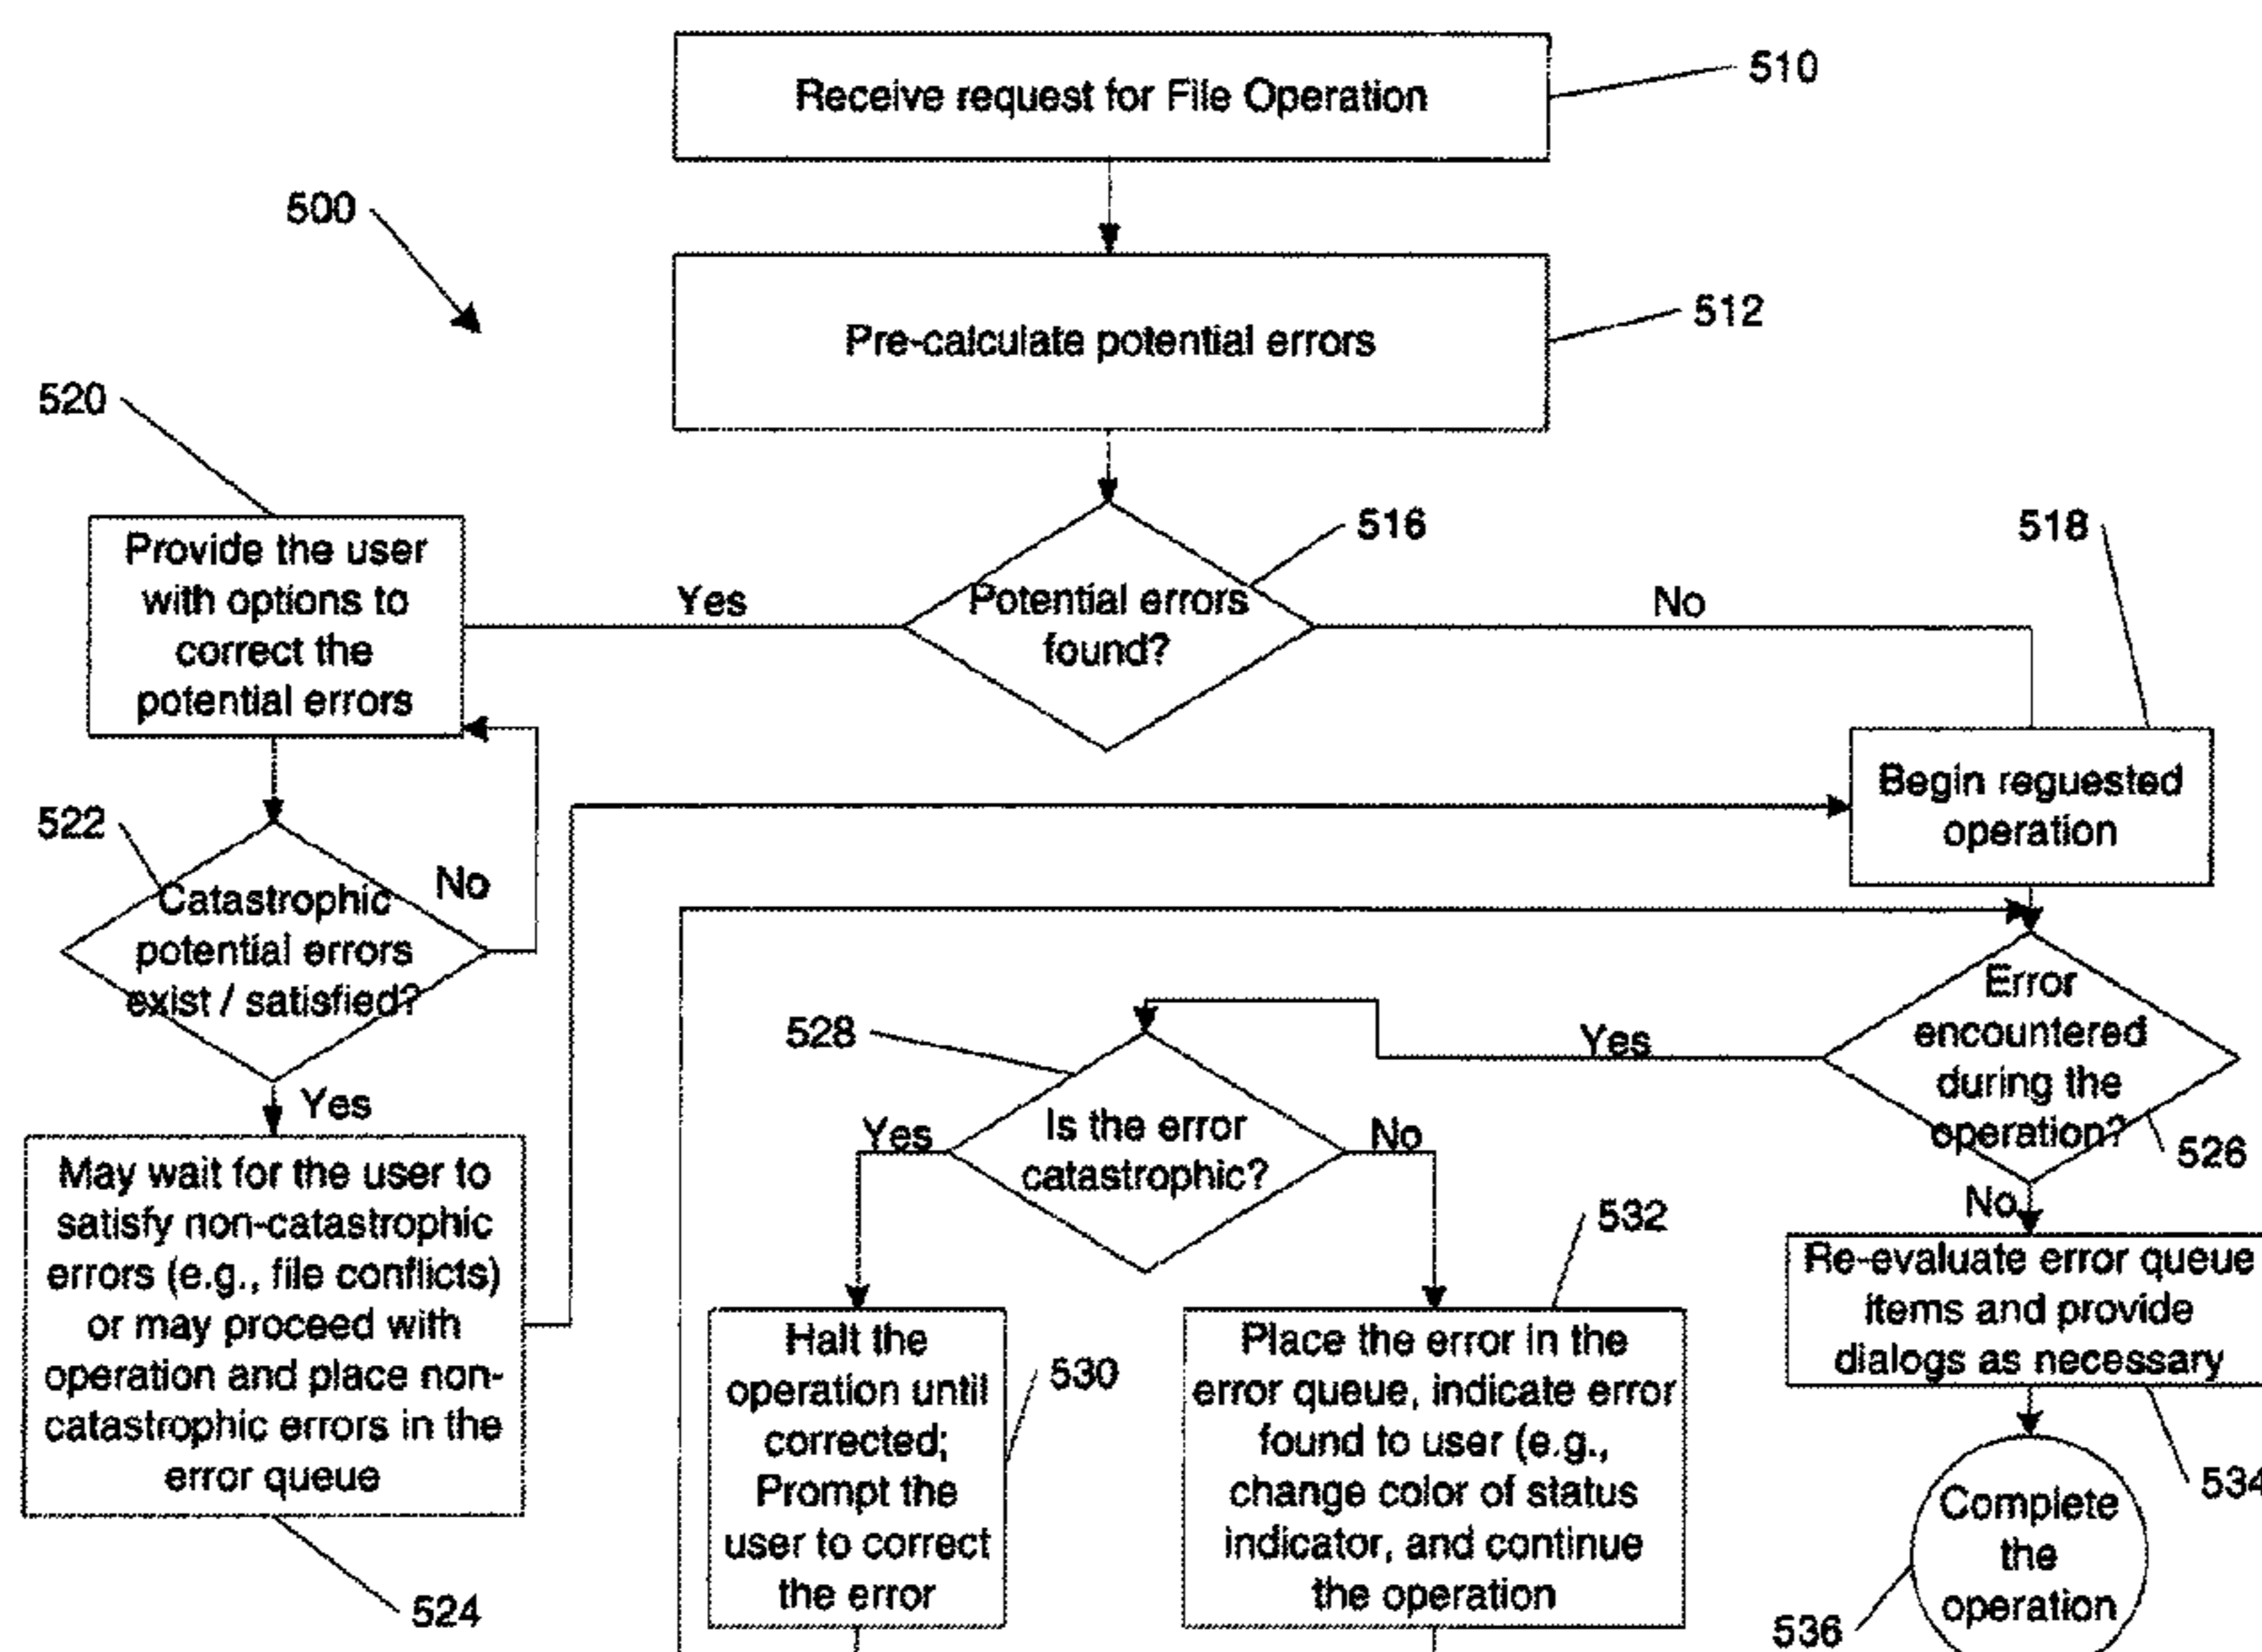 Receive request for File Operation
510
500
Pre-calculate potential errors
512
520
Provide the user
with options to
correct the
potential errors
Yes
Potential errors
found?
516
No
518
Begin reguested
operation
522
Catastrophic
potential errors
exist / satisfied?
No
Yes
May wait for the user to
satisfy non-catastrophic
errors (e.g., file conflicts)
or may proceed with
operation and place non-
catastrophic errors in the
error queue
524
Error
encountered
during the
operation?
526
Yes
No
528
Is the error
catastrophic?
Yes
No
Halt the
operation until
corrected;
Prompt the
user to correct
the error
530
532
Place the error in the
error queue, indicate error
found to user (e.g.,
change color of status
indicator, and continue
the operation
Re-evaluate error queue
items and provide
dialogs as necessary
534
Complete
the
operation
536